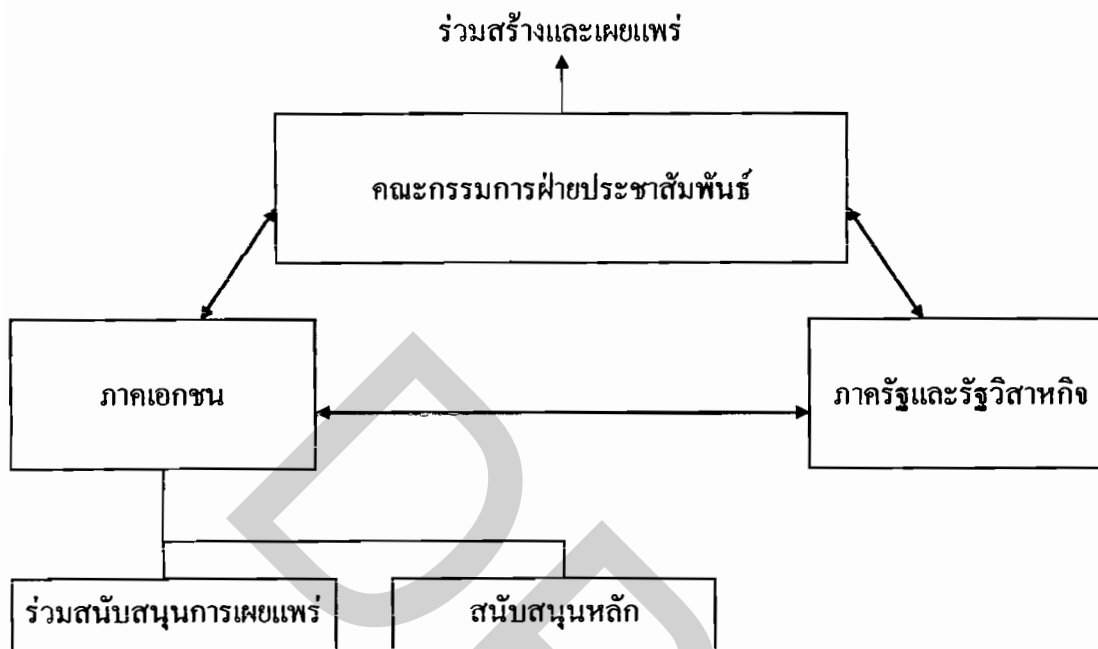 ร่วมสร้างและเผยแพร่
คณะกรรมการฝ่ายประชาสัมพันธ์
ภาคเอกชน
ภาครัฐและรัฐวิสาหกิจ
ร่วมสนับสนุนการเผยแพร่
สนับสนุนหลัก